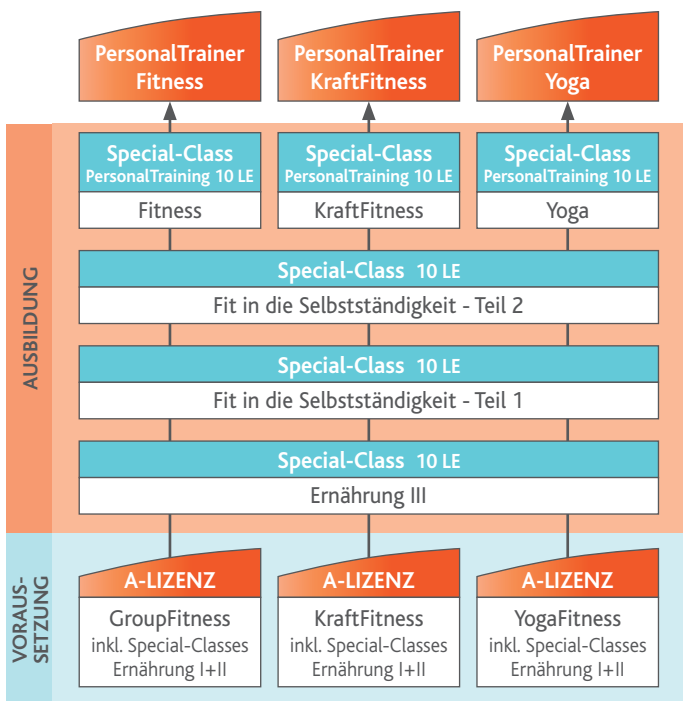 PersonalTrainer
Fitness
PersonalTrainer
KraftFitness
PersonalTrainer
Yoga
AUSBILDUNG
Special-Class
PersonalTraining 10 LE
Fitness
Special-Class
PersonalTraining 10 LE
KraftFitness
Special-Class
PersonalTraining 10 LE
Yoga
Special-Class 10 LE
Fit in die Selbstständigkeit - Teil 2
Special-Class 10 LE
Fit in die Selbstständigkeit - Teil 1
Special-Class 10 LE
Ernährung III
VORAUS-
SETZUNG
A-LIZENZ
GroupFitness
inkl. Special-Classes
Ernährung I+II
A-LIZENZ
KraftFitness
inkl. Special-Classes
Ernährung I+II
A-LIZENZ
YogaFitness
inkl. Special-Classes
Ernährung I+II